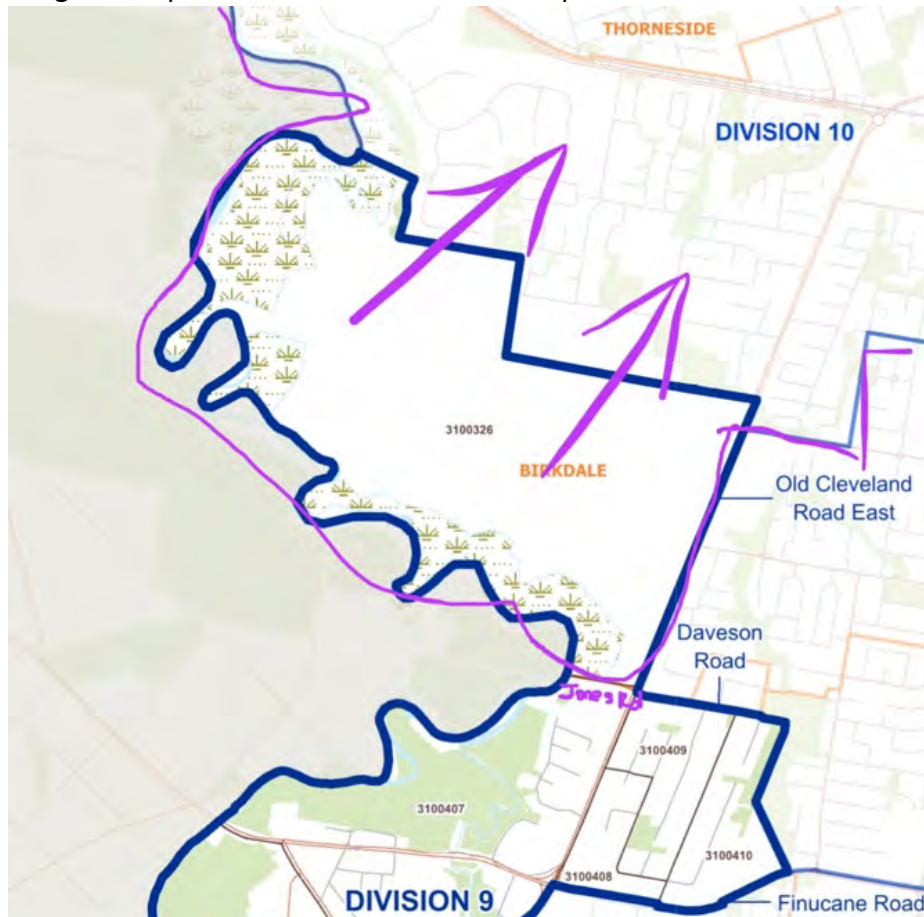 THORNESIDE
DIVISION 10
3100326
BIRKDALE
Old Cleveland
Road East
Daveson
Road
Jones Rd
3100409
3100407
3100410
3100408
DIVISION 9
Finucane Road